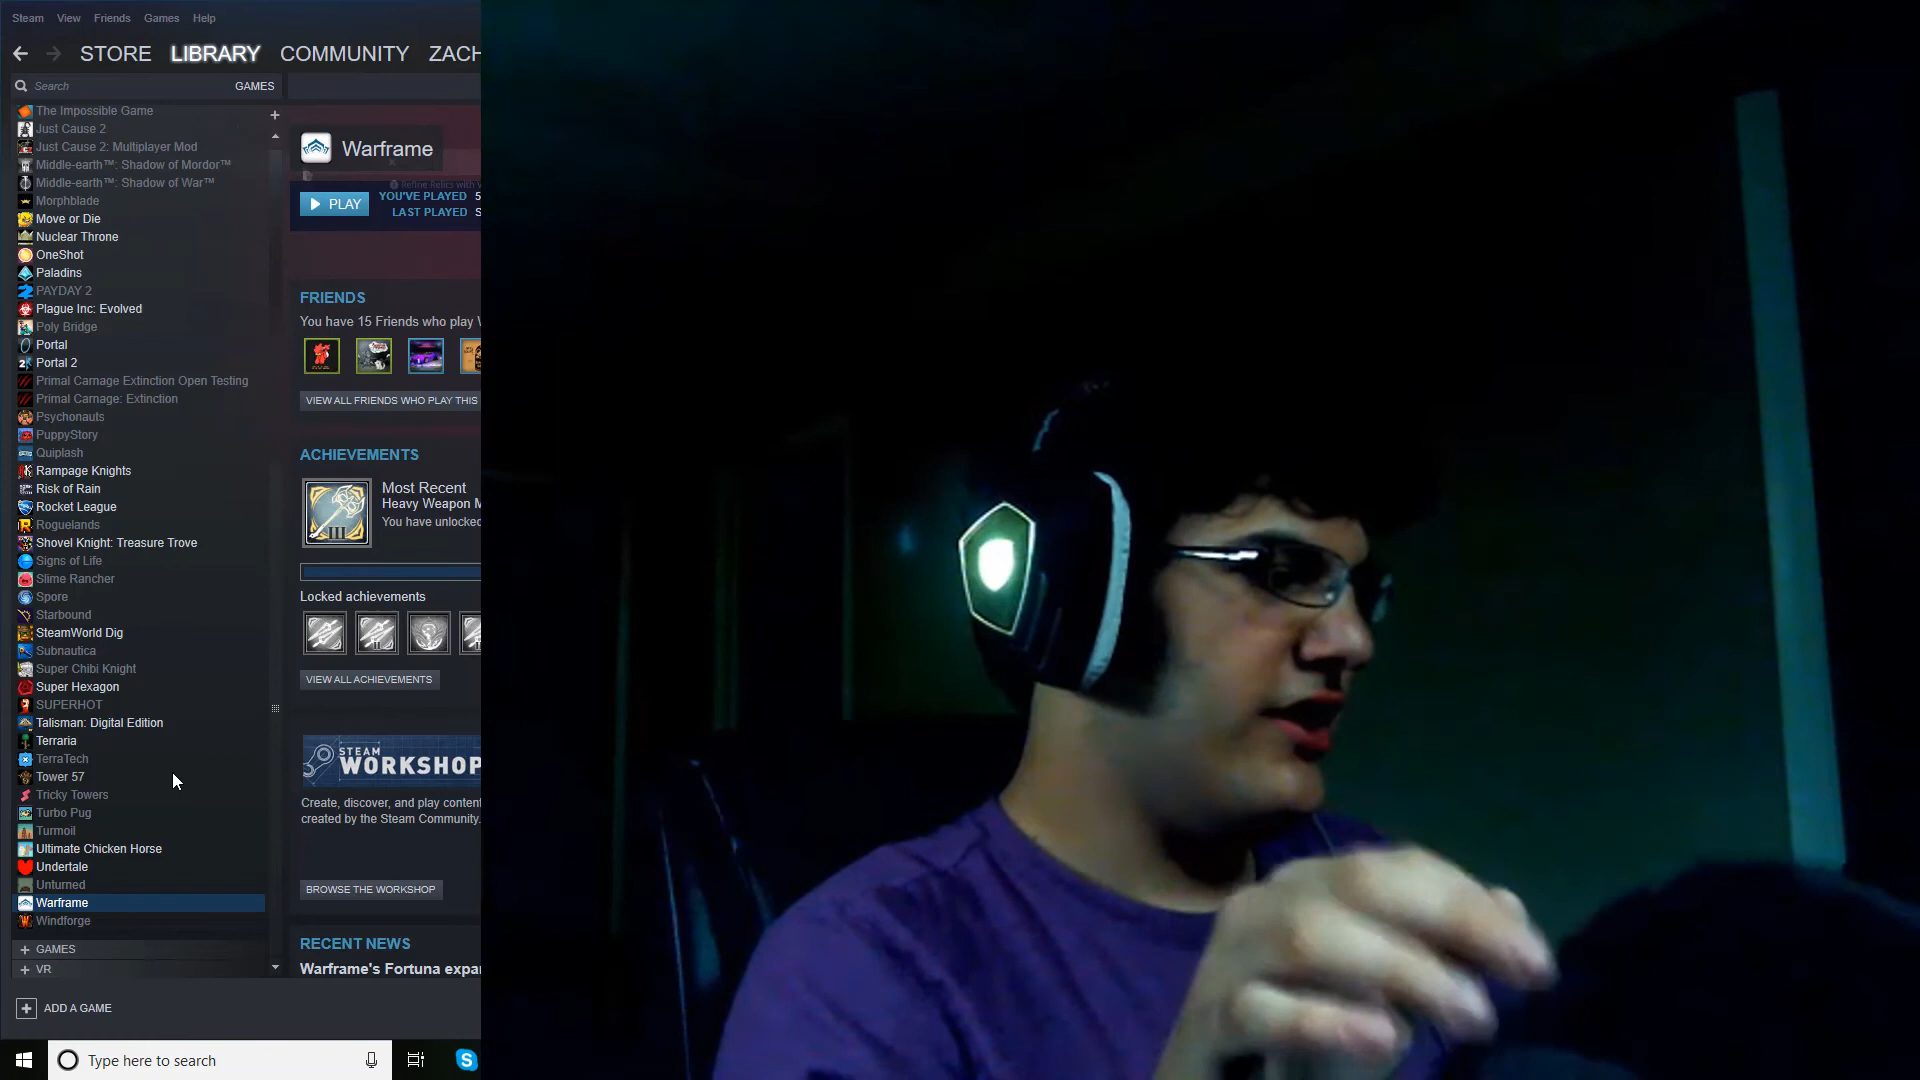 Steam View Friends Games Help
STORE LIBRARY COMMUNITY ZACH
Search GAMES
The Impossible Game
Just Cause 2
Just Cause 2: Multiplayer Mod
Middle-earth™: Shadow of Mordor™
Middle-earth™: Shadow of War™
Morphblade
Move or Die
Nuclear Throne
OneShot
Paladins
PAYDAY 2
Plague Inc: Evolved
Poly Bridge
Portal
Portal 2
Primal Carnage Extinction Open Testing
Primal Carnage: Extinction
Psychonauts
PuppyStory
Quiplash
Rampage Knights
Risk of Rain
Rocket League
Roguelands
Shovel Knight: Treasure Trove
Signs of Life
Slime Rancher
Spore
Starbound
SteamWorld Dig
Subnautica
Super Chibi Knight
Super Hexagon
SUPERHOT
Talisman: Digital Edition
Terraria
TerraTech
Tower 57
Tricky Towers
Turbo Pug
Turmoil
Ultimate Chicken Horse
Undertale
Unturned
Warframe
Windforge
GAMES
VR
ADD A GAME
Warframe
Refine Relics with
PLAY
YOU'VE PLAYED 5
LAST PLAYED S
FRIENDS
You have 15 Friends who play
VIEW ALL FRIENDS WHO PLAY THIS
ACHIEVEMENTS
Most Recent
Heavy Weapon M
You have unlocked
Locked achievements
VIEW ALL ACHIEVEMENTS
STEAM
WORKSHOP
Create, discover, and play content
created by the Steam Community.
BROWSE THE WORKSHOP
RECENT NEWS
Warframe's Fortuna expa
Type here to search